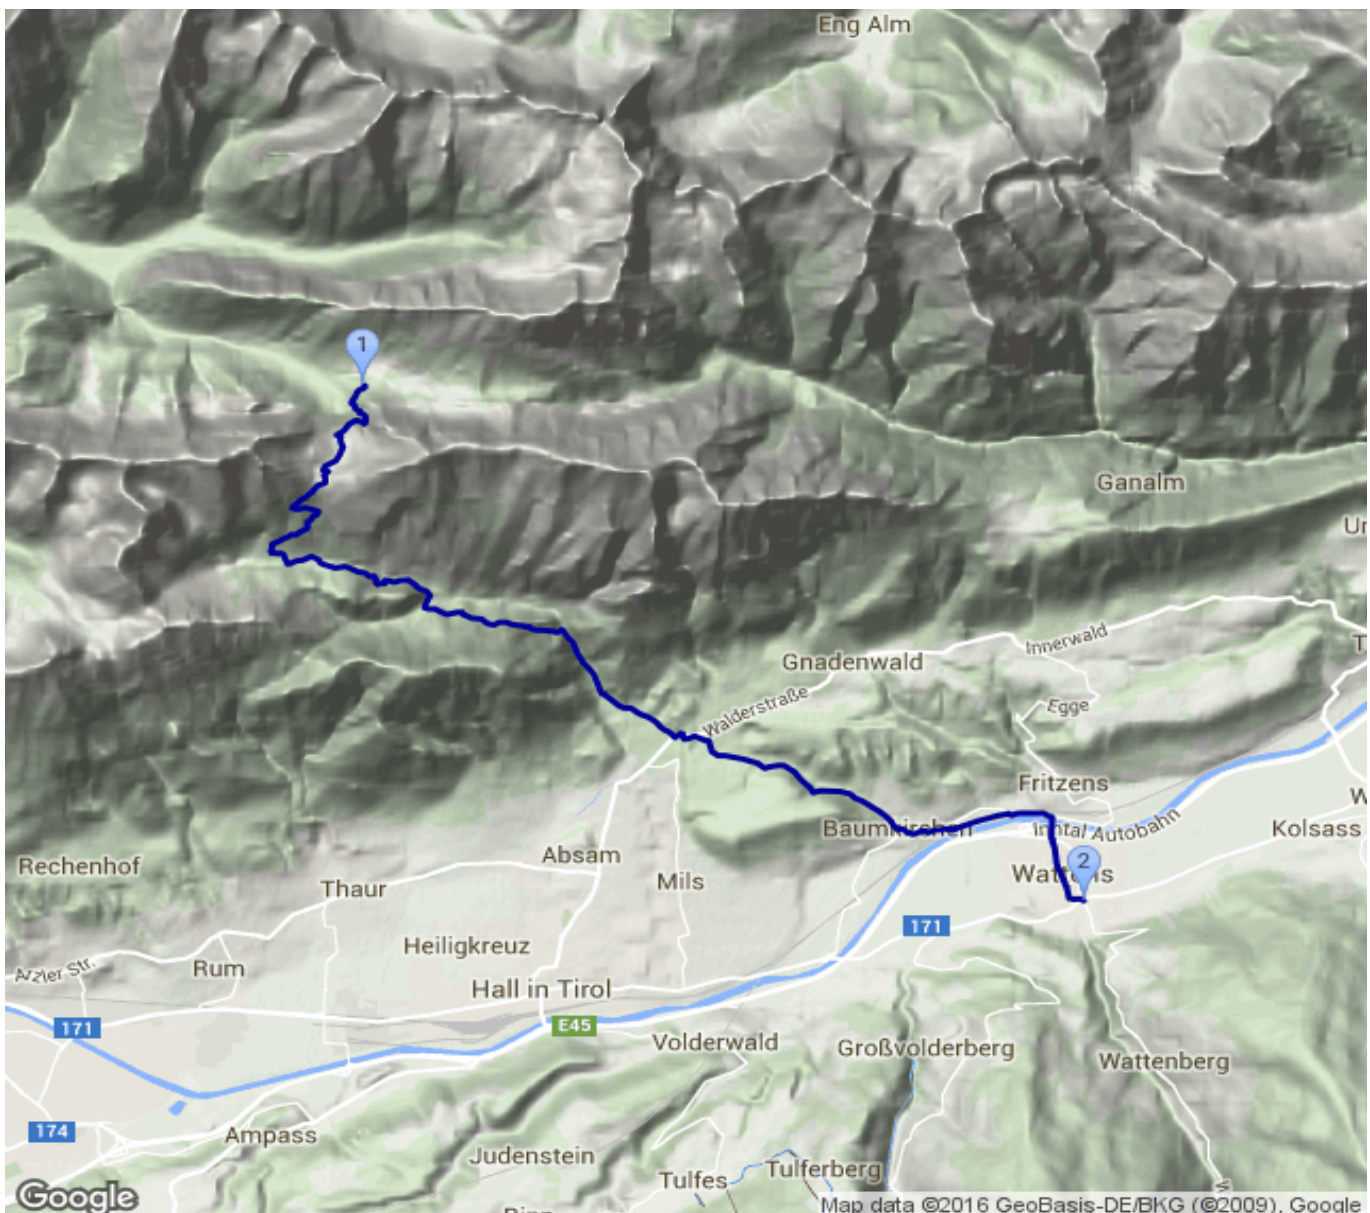 Eng Alm
1
Ganalm
Innerwald
Gnadenwald
Egge
Walderstraße
Fritzens
Baumkirchen
Inntal Autobahn
Kolsass
Absam
2
Wattens
Rechenhof
Mils
Thaur
171
Heiligkreuz
Arzler Str.
Rum
Hall in Tirol
171
E45
Volderwald
Großvolderberg
Wattenberg
174
Ampass
Judenstein
Tulferberg
Tulfes
Google
Map data ©2016 GeoBasis-DE/BKG (©2009), Google